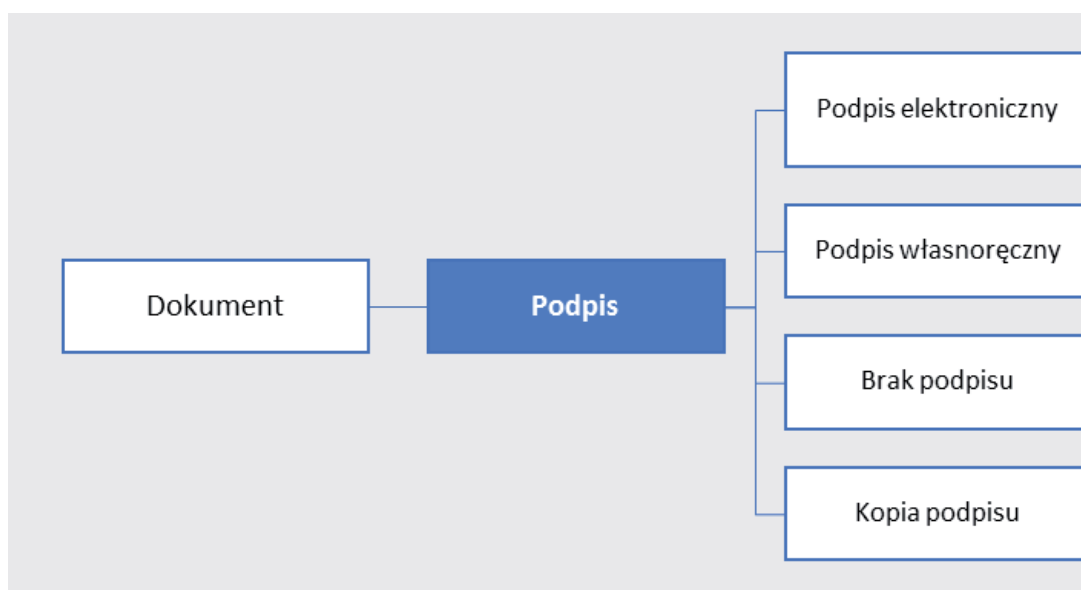 Dokument
Podpis
Podpis elektroniczny
Podpis własnoręczny
Brak podpisu
Kopia podpisu